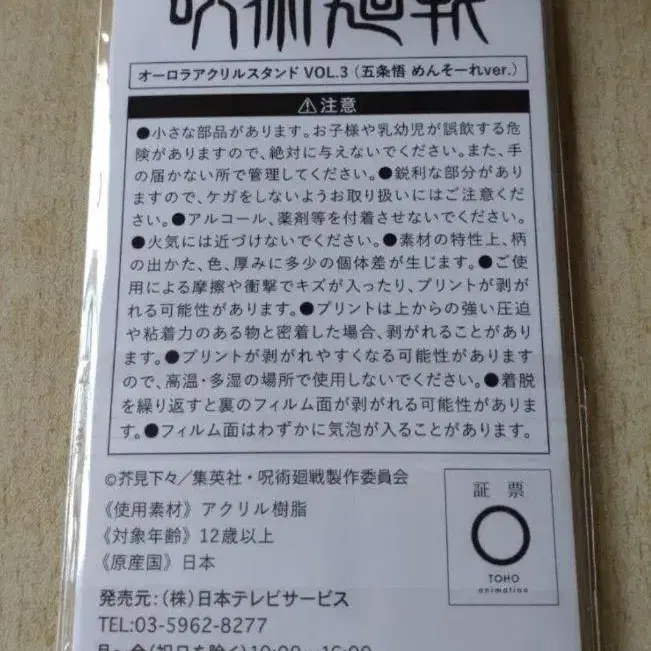 呪術廻戦
オーロラアクリルスタンド VOL.3（五条悟 めんそーれver.）
⚠注意
●小さな部品があります。お子様や乳幼児が誤飲する危
険がありますので、絶対に与えないでください。また、手
の届かない所で管理してください。●鋭利な部分があり
ますので、ケガをしないようお取り扱いにはご注意くだ
さい。●アルコール、薬剤等を付着させないでください。
●火気には近づけないでください。●素材の特性上、柄
の出かた、色、厚みに多少の個体差が生じます。●ご使
用による摩擦や衝撃でキズが入ったり、プリントが剥が
れる可能性があります。●プリントは上からの強い圧迫
や粘着力のある物と密着した場合、剥がれることがあり
ます。●プリントが剥がれやすくなる可能性があります
ので、高温・多湿の場所で使用しないでください。●着脱
を繰り返すと裏のフィルム面が剥がれる可能性がありま
す。●フィルム面はわずかに気泡が入ることがあります。
©芥見下々／集英社・呪術廻戦製作委員会
《使用素材》アクリル樹脂
《対象年齢》12歳以上
《原産国》日本
証 票
TOHO
animation
発売元：（株）日本テレビサービス
TEL:03-5962-8277
月〜金（祝日を除く）10:00〜16:00